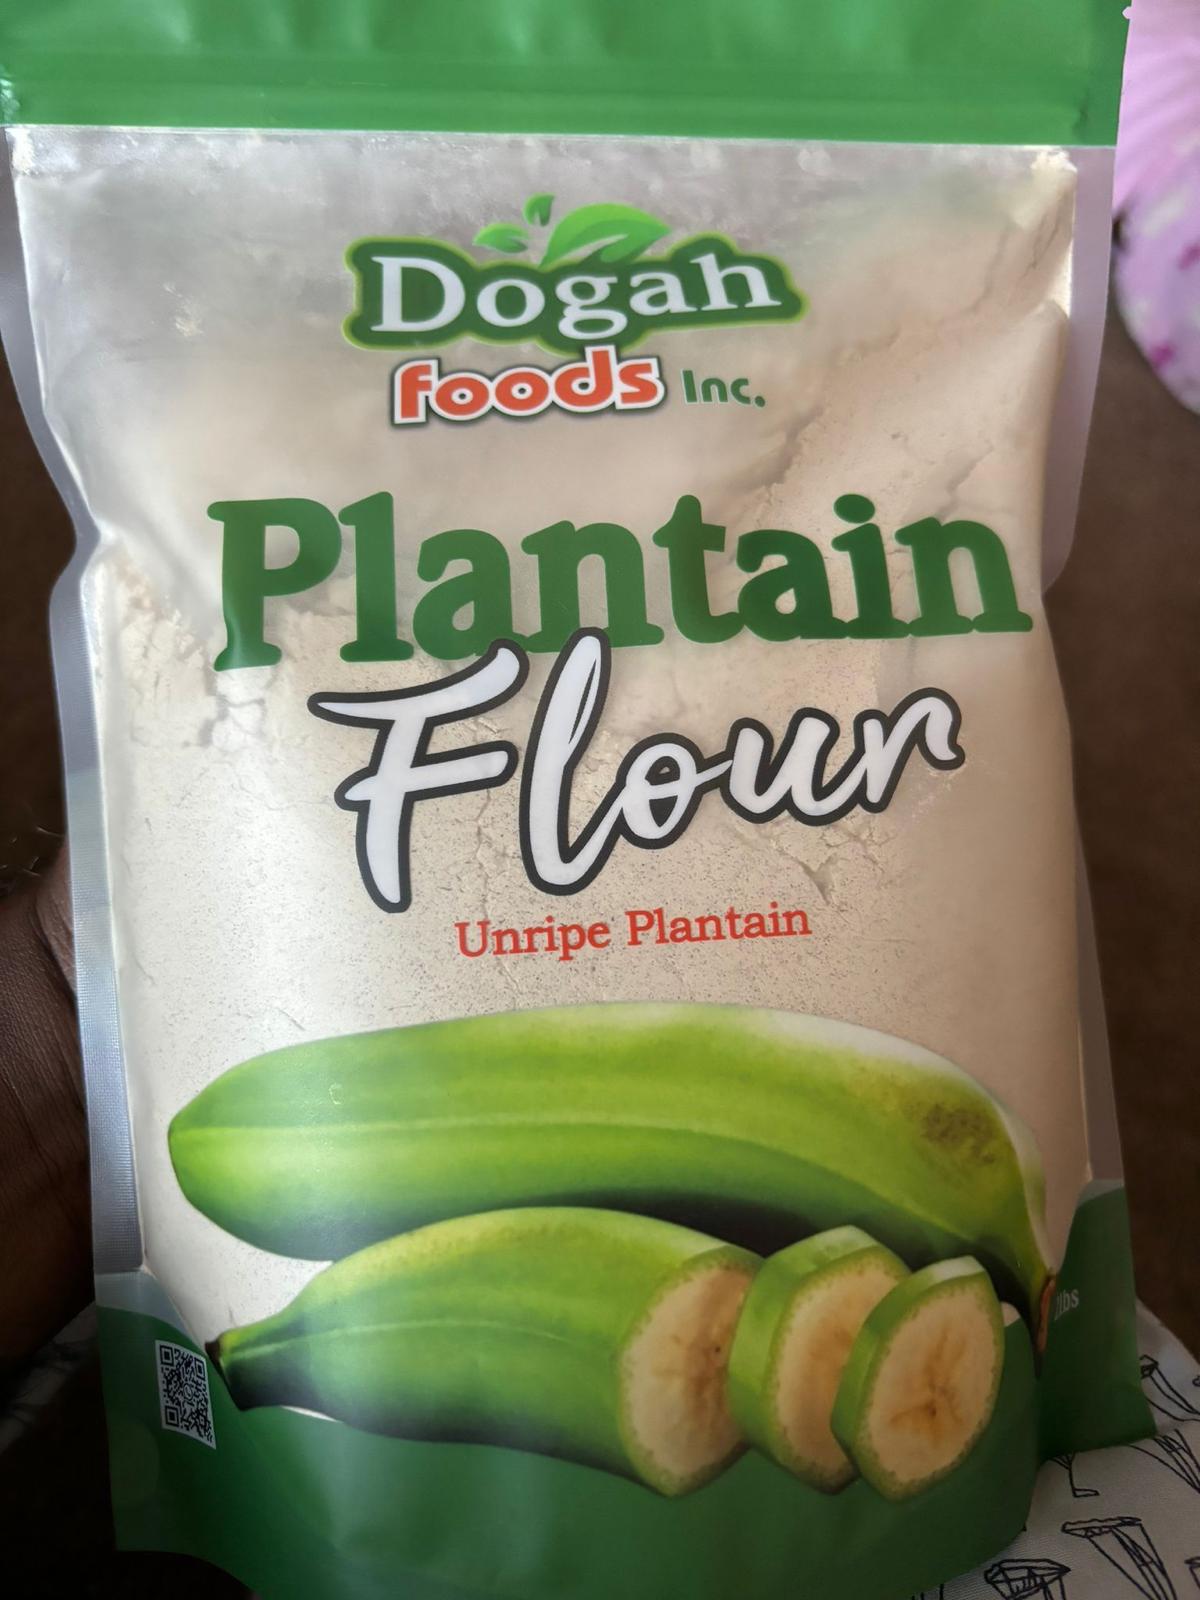 Dogah
foods Inc.
Plantain
Flour
Unripe Plantain